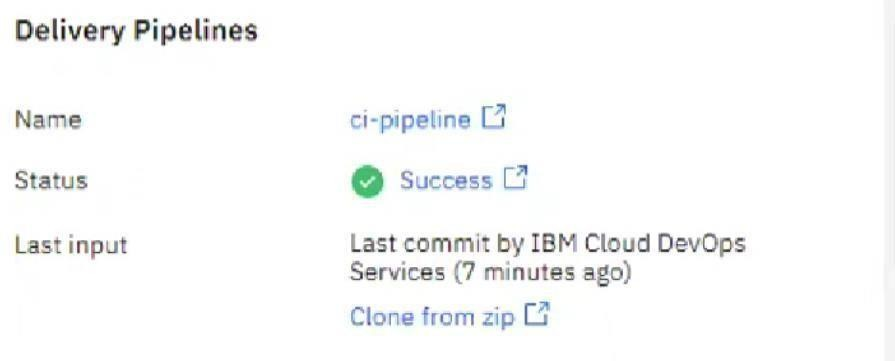 Delivery Pipelines
Name ci-pipeline
Status Success
Last input Last commit by IBM Cloud DevOps
Services (7 minutes ago)
Clone from zip